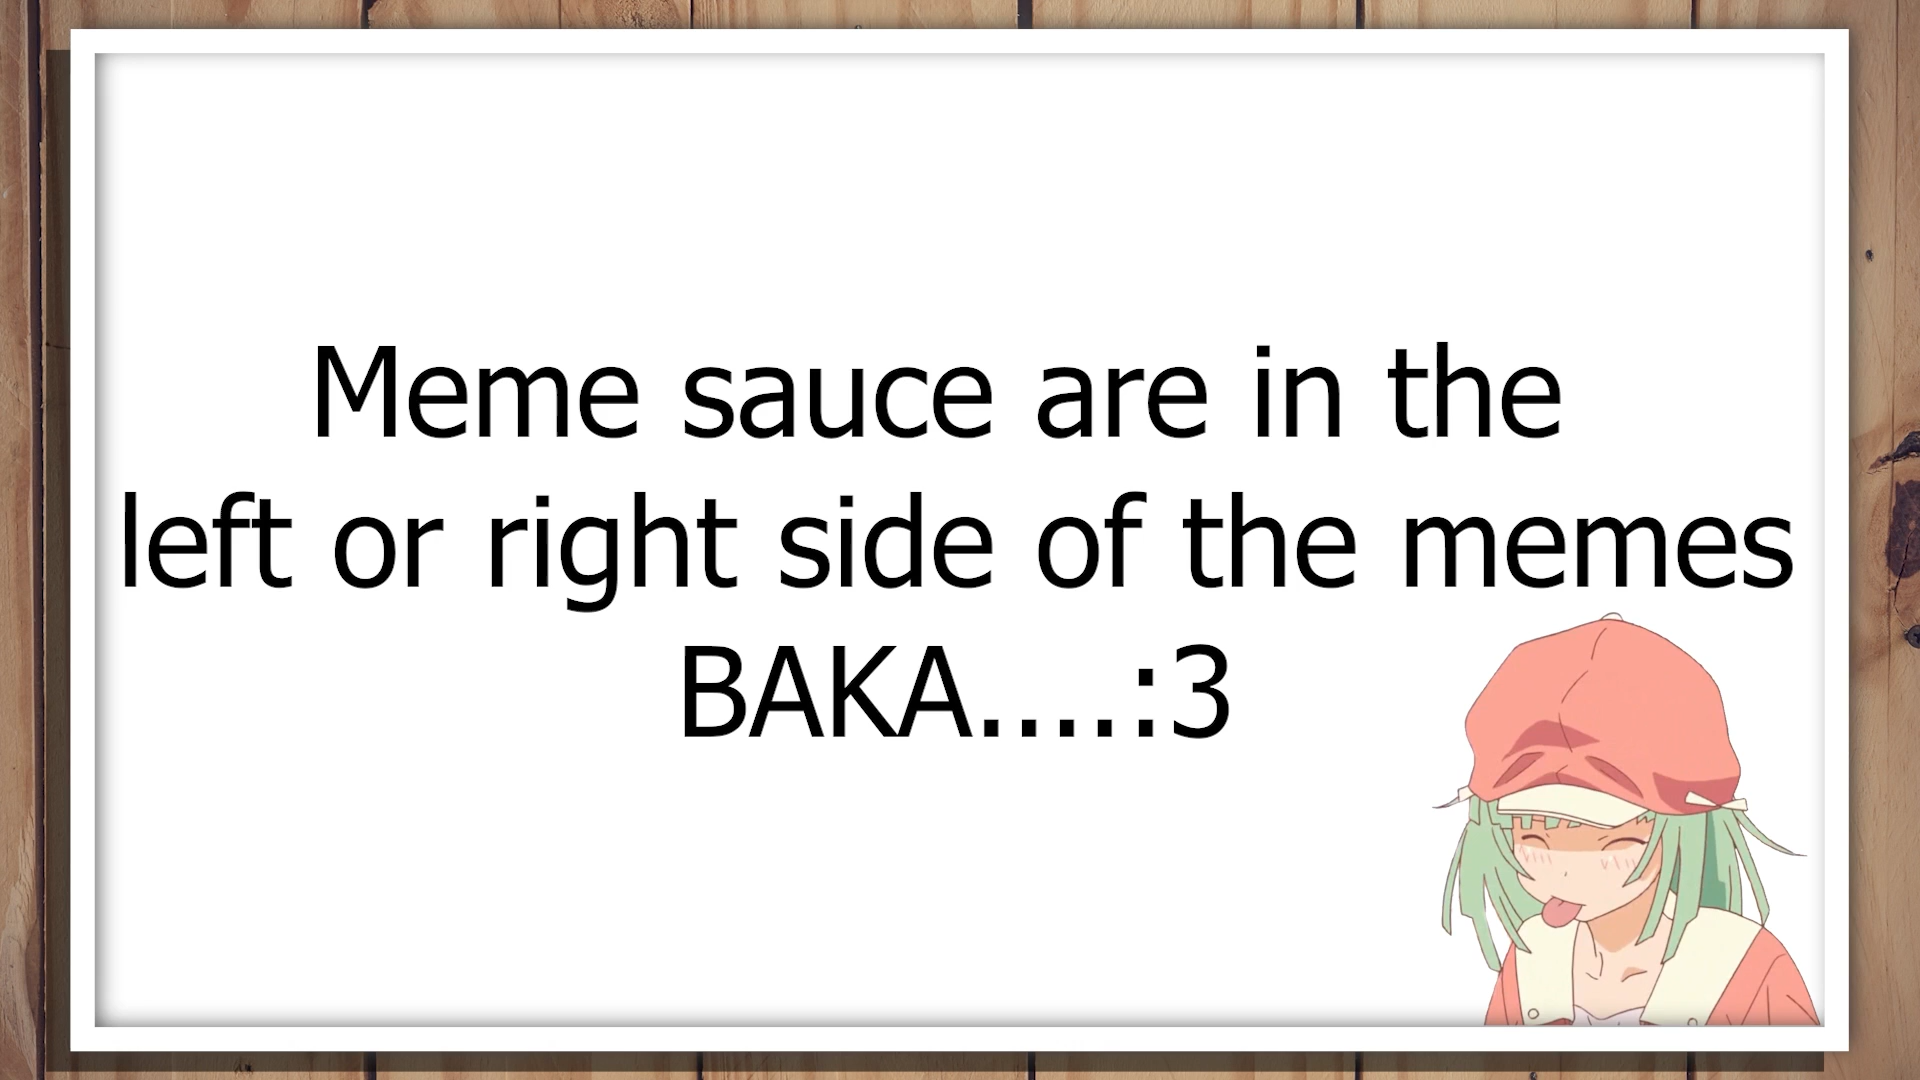 Meme sauce are in the
left or right side of the memes
BAKA....:3